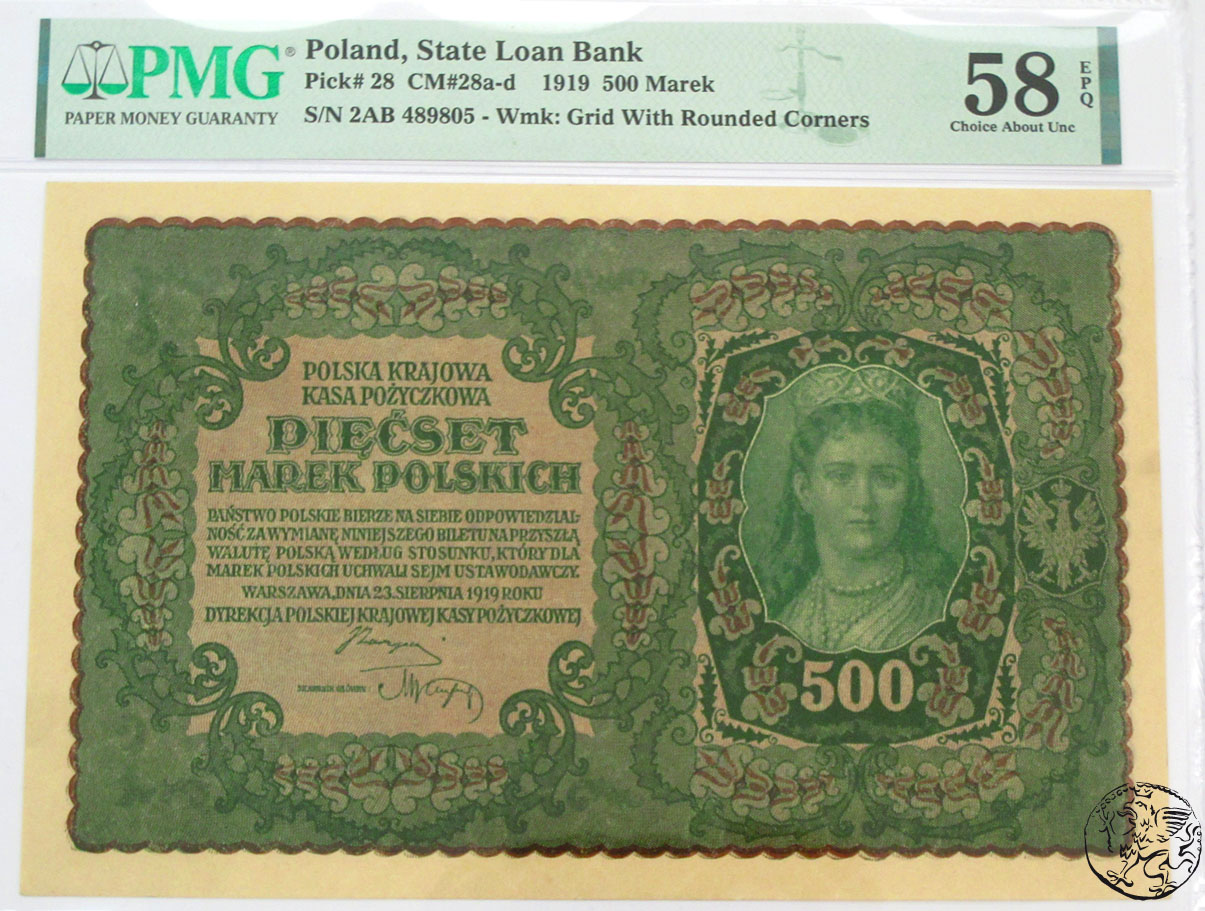 PMG®
PAPER MONEY GUARANTY
Poland, State Loan Bank
Pick# 28 CM#28a-d 1919 500 Marek
S/N 2AB 489805 - Wmk: Grid With Rounded Corners
58 EPQ
Choice About Unc
POLSKA KRAJOWA
KASA POŻYCZKOWA
PIĘĆSET
MAREK POLSKICH
PAŃSTWO POLSKIE BIERZE NA SIEBIE ODPOWIEDZIAL-
NOŚĆ ZA WYMIANĘ NINIEJSZEGO BILETU NA PRZYSZŁĄ
WALUTĘ POLSKĄ WEDŁUG STOSUNKU, KTÓRY DLA
MAREK POLSKICH UCHWALI SEJM USTAWODAWCZY.
WARSZAWA, DNIA 23. SIERPNIA 1919 ROKU
DYREKCJA POLSKIEJ KRAJOWEJ KASY POŻYCZKOWEJ
SKARBNIK GŁÓWNY:
500